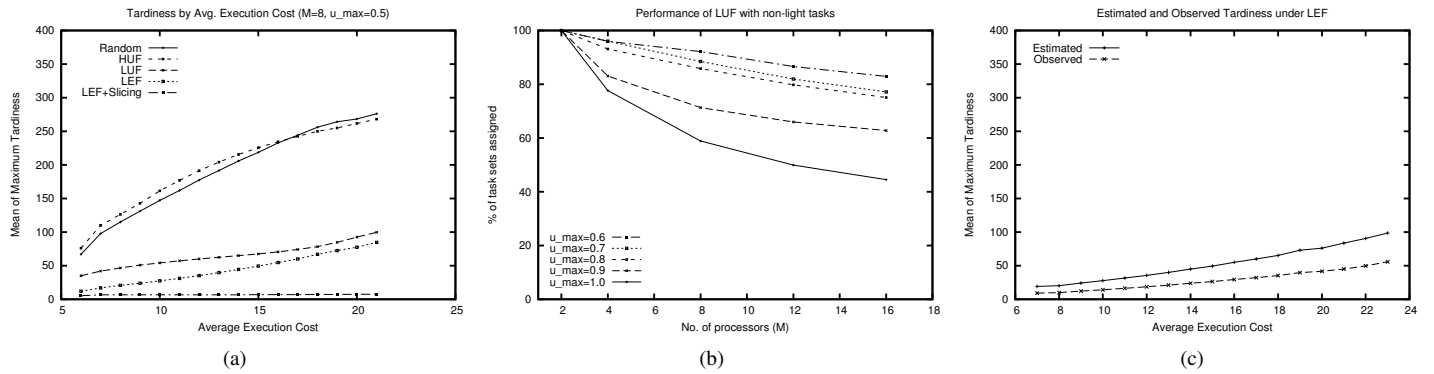 Tardiness by Avg. Execution Cost (M=8, u_max=0.5)
Mean of Maximum Tardiness
400
350
300
250
200
150
100
50
0
5
10
15
20
25
Average Execution Cost
Random
HUF
LUF
LEF
LEF+Slicing
(a)
Performance of LUF with non-light tasks
% of task sets assigned
100
80
60
40
20
0
2
4
6
8
10
12
14
16
18
No. of processors (M)
u_max=0.6
u_max=0.7
u_max=0.8
u_max=0.9
u_max=1.0
(b)
Estimated and Observed Tardiness under LEF
Mean of Maximum Tardiness
400
350
300
250
200
150
100
50
0
6
8
10
12
14
16
18
20
22
24
Average Execution Cost
Estimated
Observed
(c)